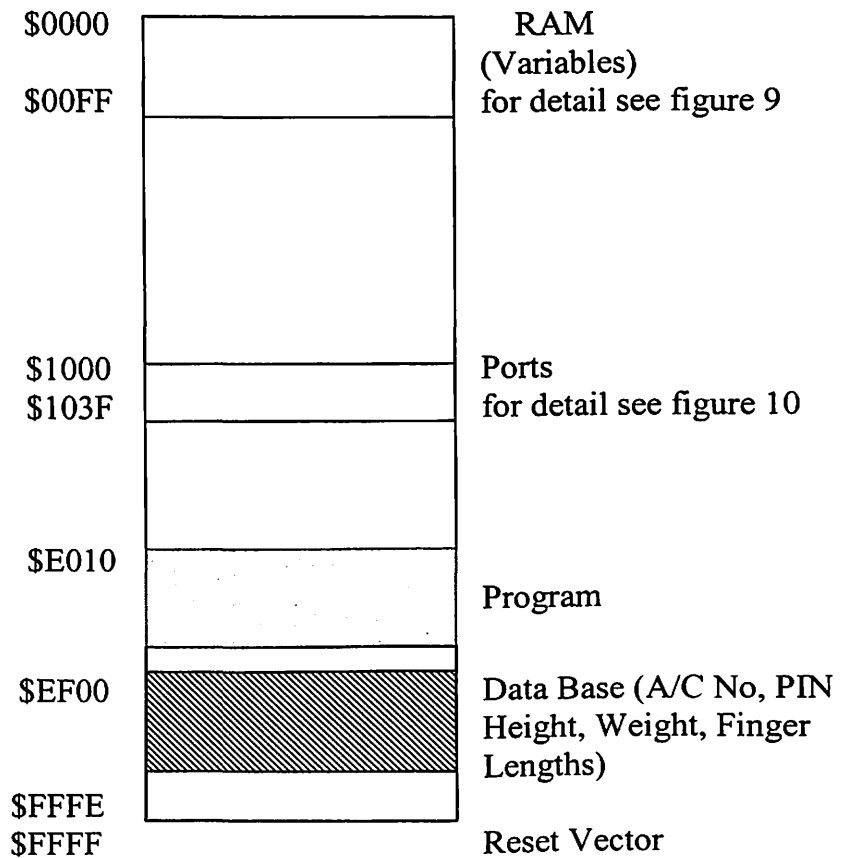 $0000 RAM
(Variables)
$00FF for detail see figure 9
$1000 Ports
$103F for detail see figure 10
$E010
Program
$EF00 Data Base (A/C No, PIN
Height, Weight, Finger
Lengths)
$FFFE
$FFFF Reset Vector